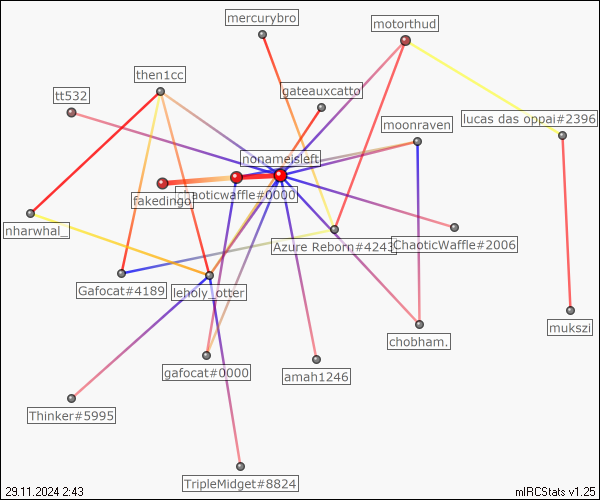 mercurybro
motorthud
then1cc
gateauxcatto
tt532
lucas das oppai#2396
moonraven
nonameisleft
fakedingo
chaoticwaffle#0000
nharwhal_
Azure Reborn#4243
ChaoticWaffle#2006
Gafocat#4189
leholy_otter
mukszi
chobham.
gafocat#0000
amah1246
Thinker#5995
TripleMidget#8824
29.11.2024 2:43
mIRCStats v1.25